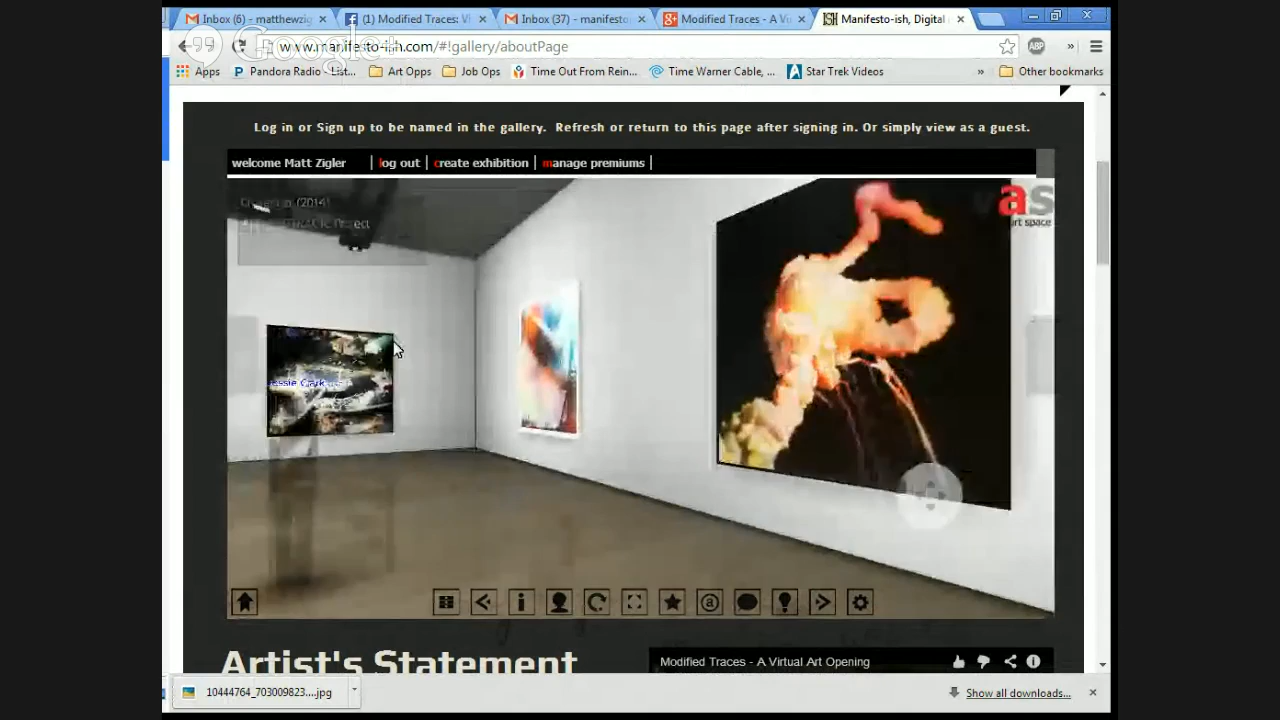 Inbox (6) - matthewzig
(1) Modified Traces: Vi
Inbox (37) - manifesto
Modified Traces - A Vi
Manifesto-ish, Digital
Google+
www.manifesto-ish.com/#!gallery/aboutPage
ABP
»
Apps
Pandora Radio - List...
Art Opps
Job Ops
Time Out From Rein...
Time Warner Cable, ...
Star Trek Videos
»
Other bookmarks
Log in or Sign up to be named in the gallery. Refresh or return to this page after signing in. Or simply view as a guest.
welcome Matt Zigler | log out | create exhibition | manage premiums |
(2014)
vas
art space
Artist's Statement
Modified Traces - A Virtual Art Opening
10444764_703009823....jpg
Show all downloads...